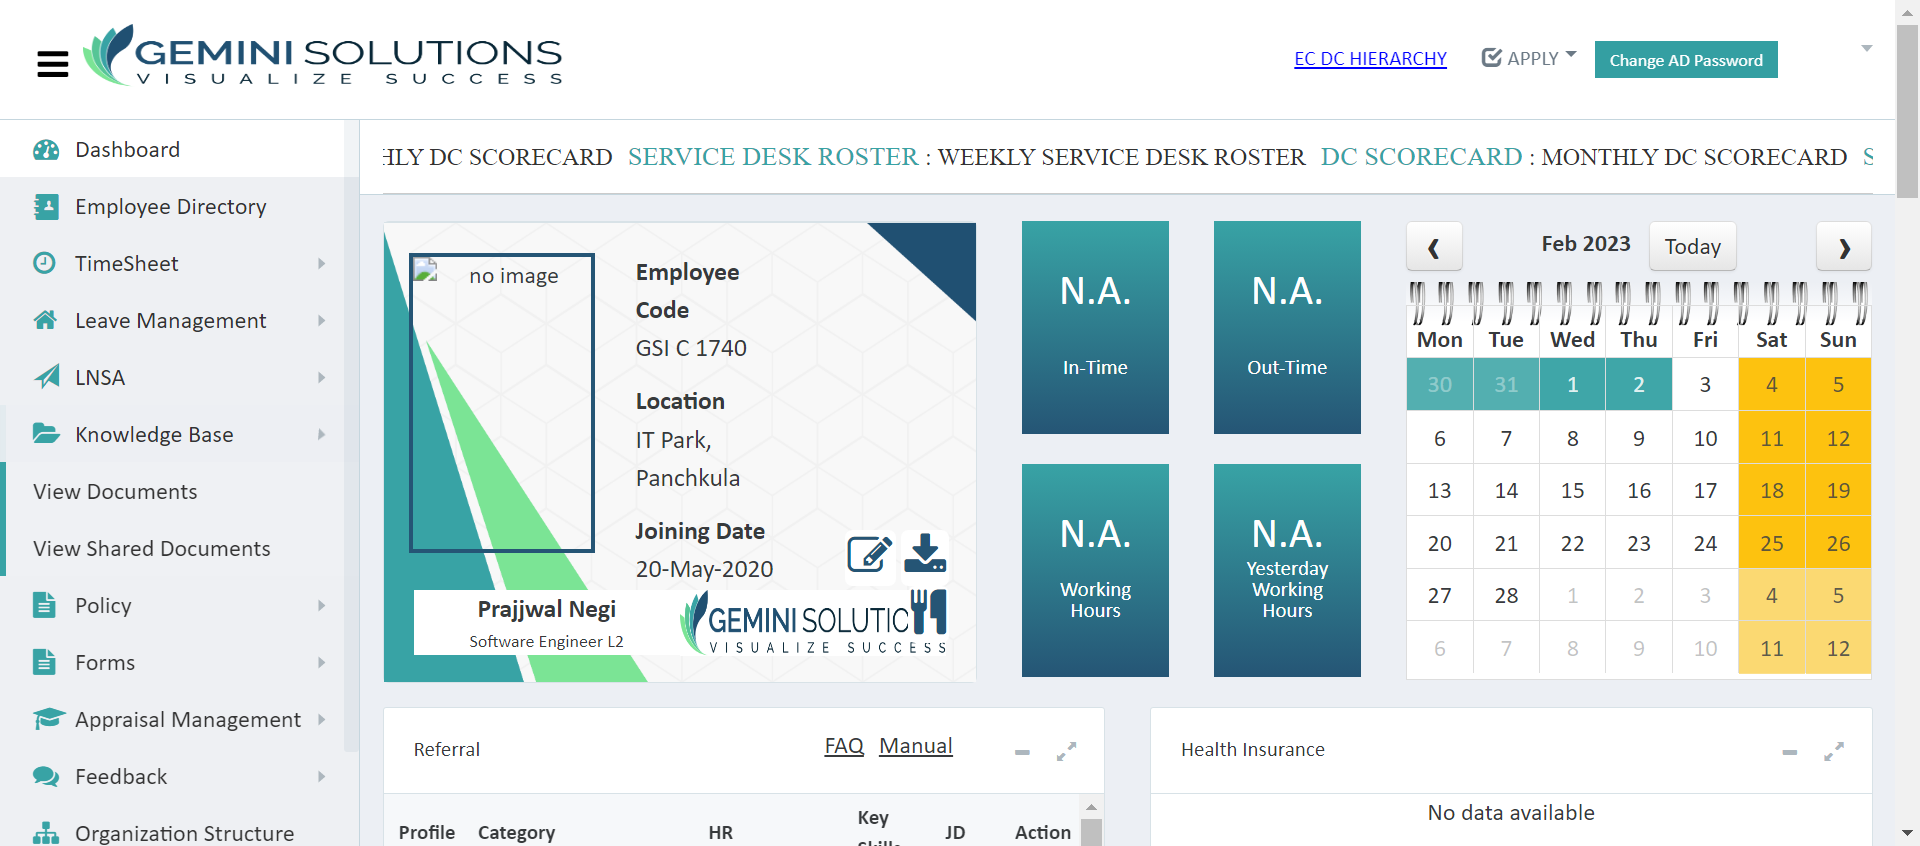 GEMINI SOLUTIONS
VISUALIZE SUCCESS
EC DC HIERARCHY
APPLY
Change AD Password
Dashboard
Employee Directory
TimeSheet
Leave Management
LNSA
Knowledge Base
View Documents
View Shared Documents
Policy
Forms
Appraisal Management
Feedback
Organization Structure
HLY DC SCORECARD SERVICE DESK ROSTER : WEEKLY SERVICE DESK ROSTER DC SCORECARD : MONTHLY DC SCORECARD S
no image
Employee
Code
GSI C 1740
Location
IT Park,
Panchkula
Joining Date
20-May-2020
Prajjwal Negi
Software Engineer L2
GEMINI SOLUTIC
VISUALIZE SUCCESS
N.A.
In-Time
N.A.
Out-Time
N.A.
Working
Hours
N.A.
Yesterday
Working
Hours
❮ Feb 2023 Today ❯
Mon Tue Wed Thu Fri Sat Sun
30 31 1 2 3 4 5
6 7 8 9 10 11 12
13 14 15 16 17 18 19
20 21 22 23 24 25 26
27 28 1 2 3 4 5
6 7 8 9 10 11 12
Referral
FAQ Manual
Profile Category HR Key Skills JD Action
Health Insurance
No data available